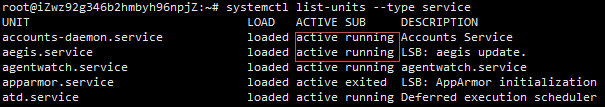 root@iZwz92g346b2hmbyh96npjZ:~# systemctl list-units --type service
UNIT LOAD ACTIVE SUB DESCRIPTION
accounts-daemon.service loaded active running Accounts Service
aegis.service loaded active running LSB: aegis update.
agentwatch.service loaded active running agentwatch.service
apparmor.service loaded active exited LSB: AppArmor initialization
atd.service loaded active running Deferred execution scheduler